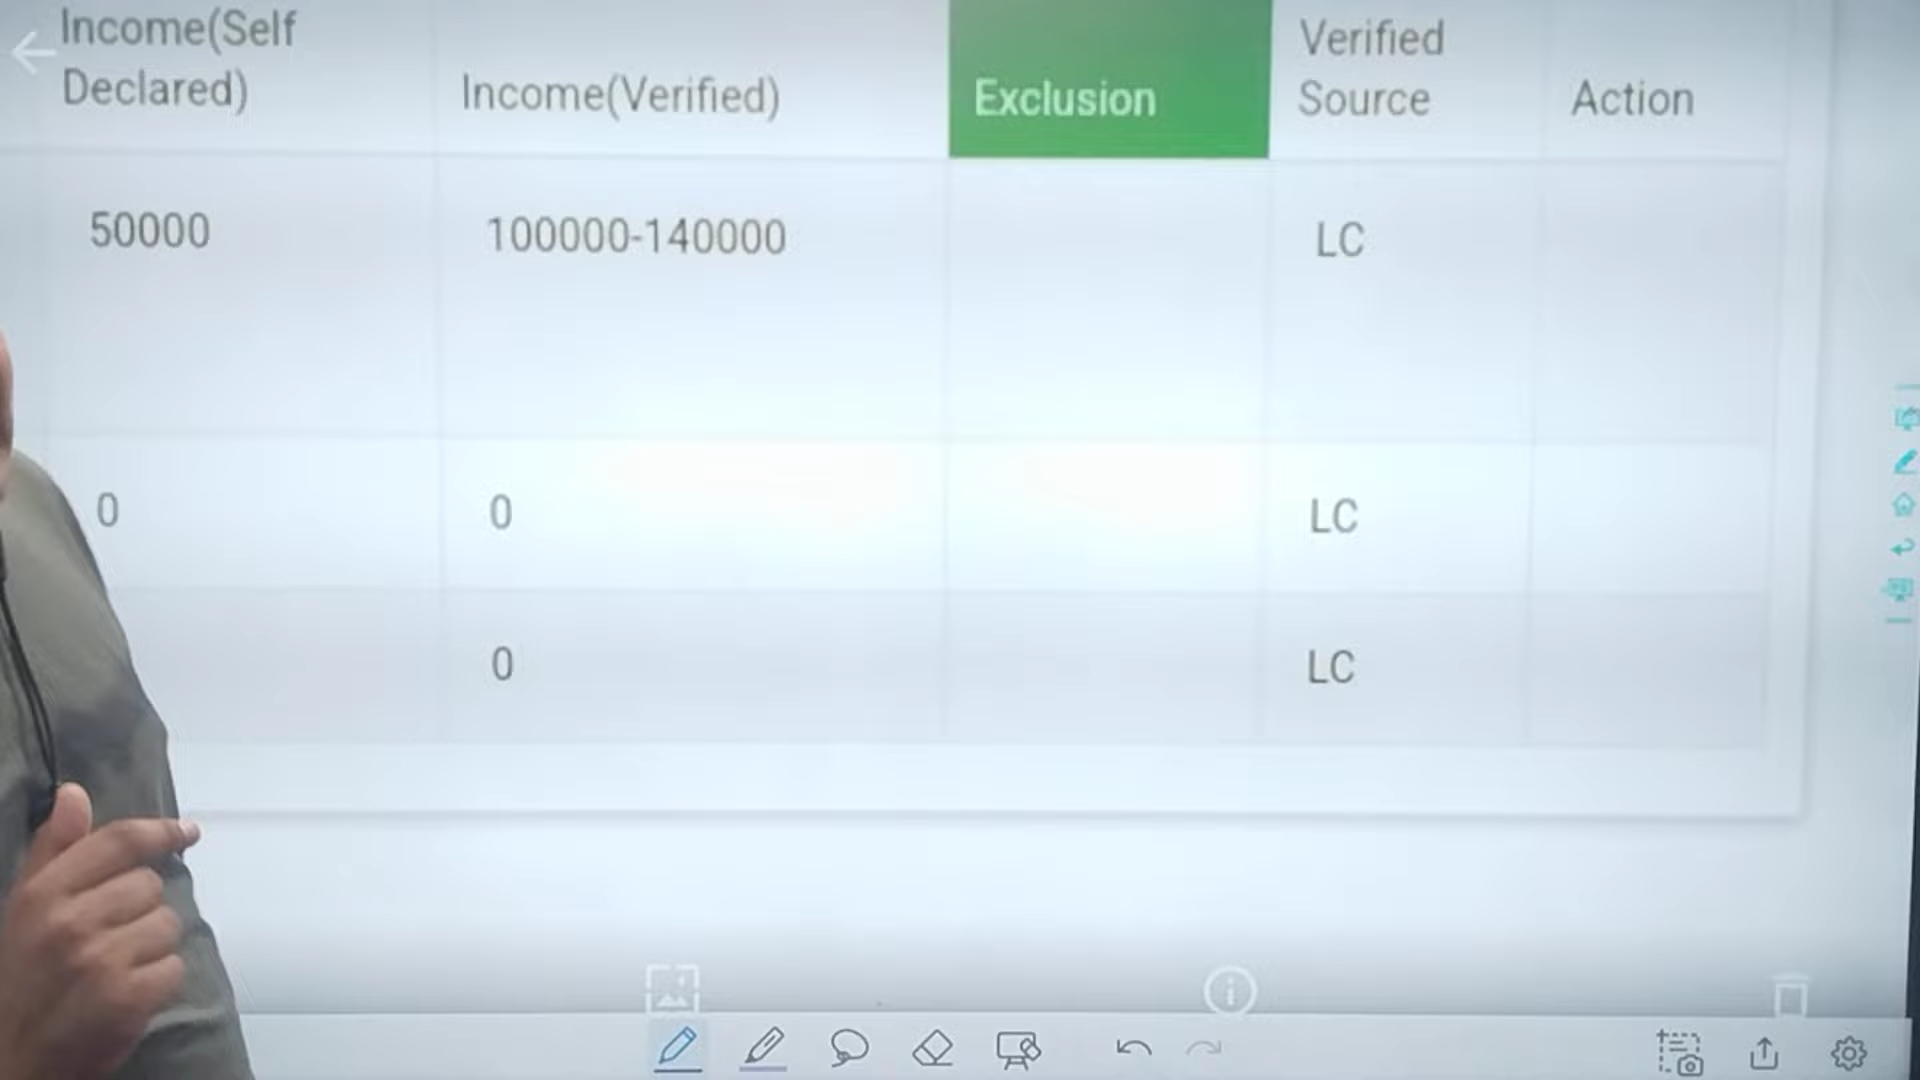 Income(Self
Declared)
Income(Verified)
Exclusion
Verified
Source
Action
50000
100000-140000
LC
0
0
LC
0
LC